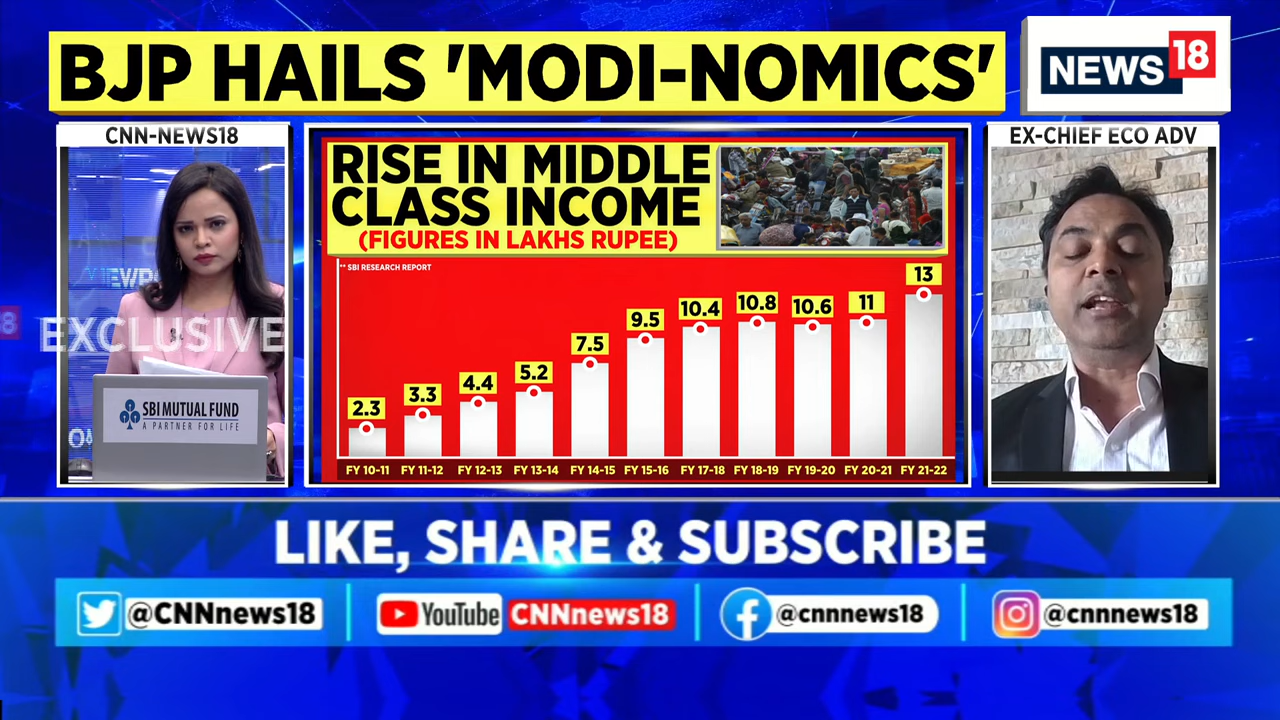 BJP HAILS 'MODI-NOMICS'
NEWS 18
CNN-NEWS18
EX-CHIEF ECO ADV
RISE IN MIDDLE
CLASS INCOME
(FIGURES IN LAKHS RUPEE)
** SBI RESEARCH REPORT
2.3
3.3
4.4
5.2
7.5
9.5
10.4
10.8
10.6
11
13
FY 10-11 FY 11-12 FY 12-13 FY 13-14 FY 14-15 FY 15-16 FY 17-18 FY 18-19 FY 19-20 FY 20-21 FY 21-22
18
EXCLUSIVE
SBI MUTUAL FUND
A PARTNER FOR LIFE
LIKE, SHARE & SUBSCRIBE
@CNNnews18
YouTube CNNnews18
@cnnnews18
@cnnnews18